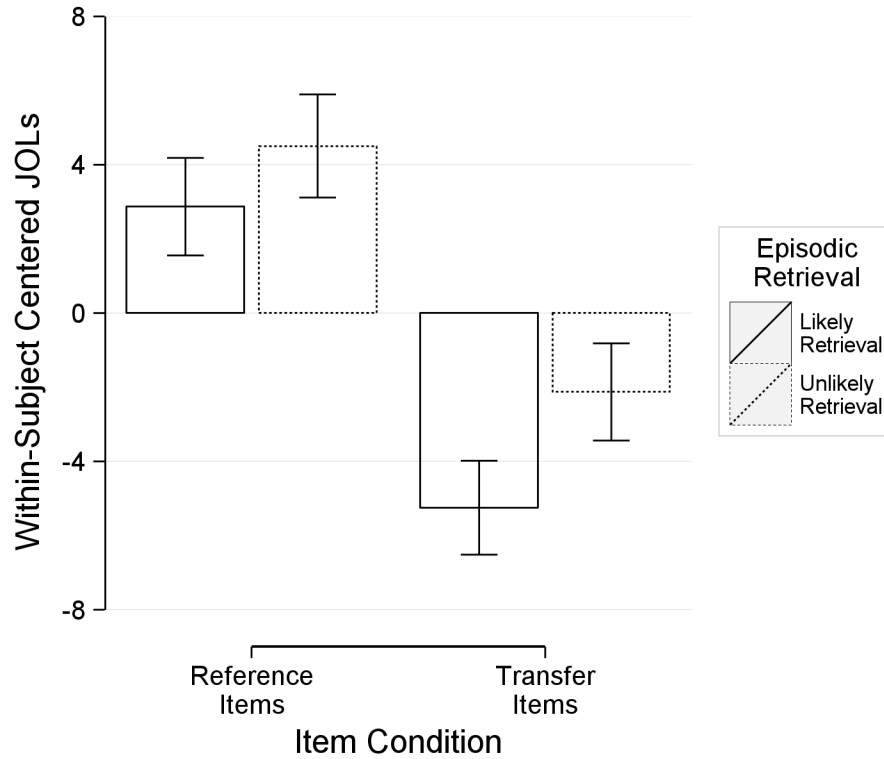 Within-Subject Centered JOLs
8
4
0
-4
-8
Reference
Items
Transfer
Items
Item Condition
Episodic
Retrieval
Likely
Retrieval
Unlikely
Retrieval